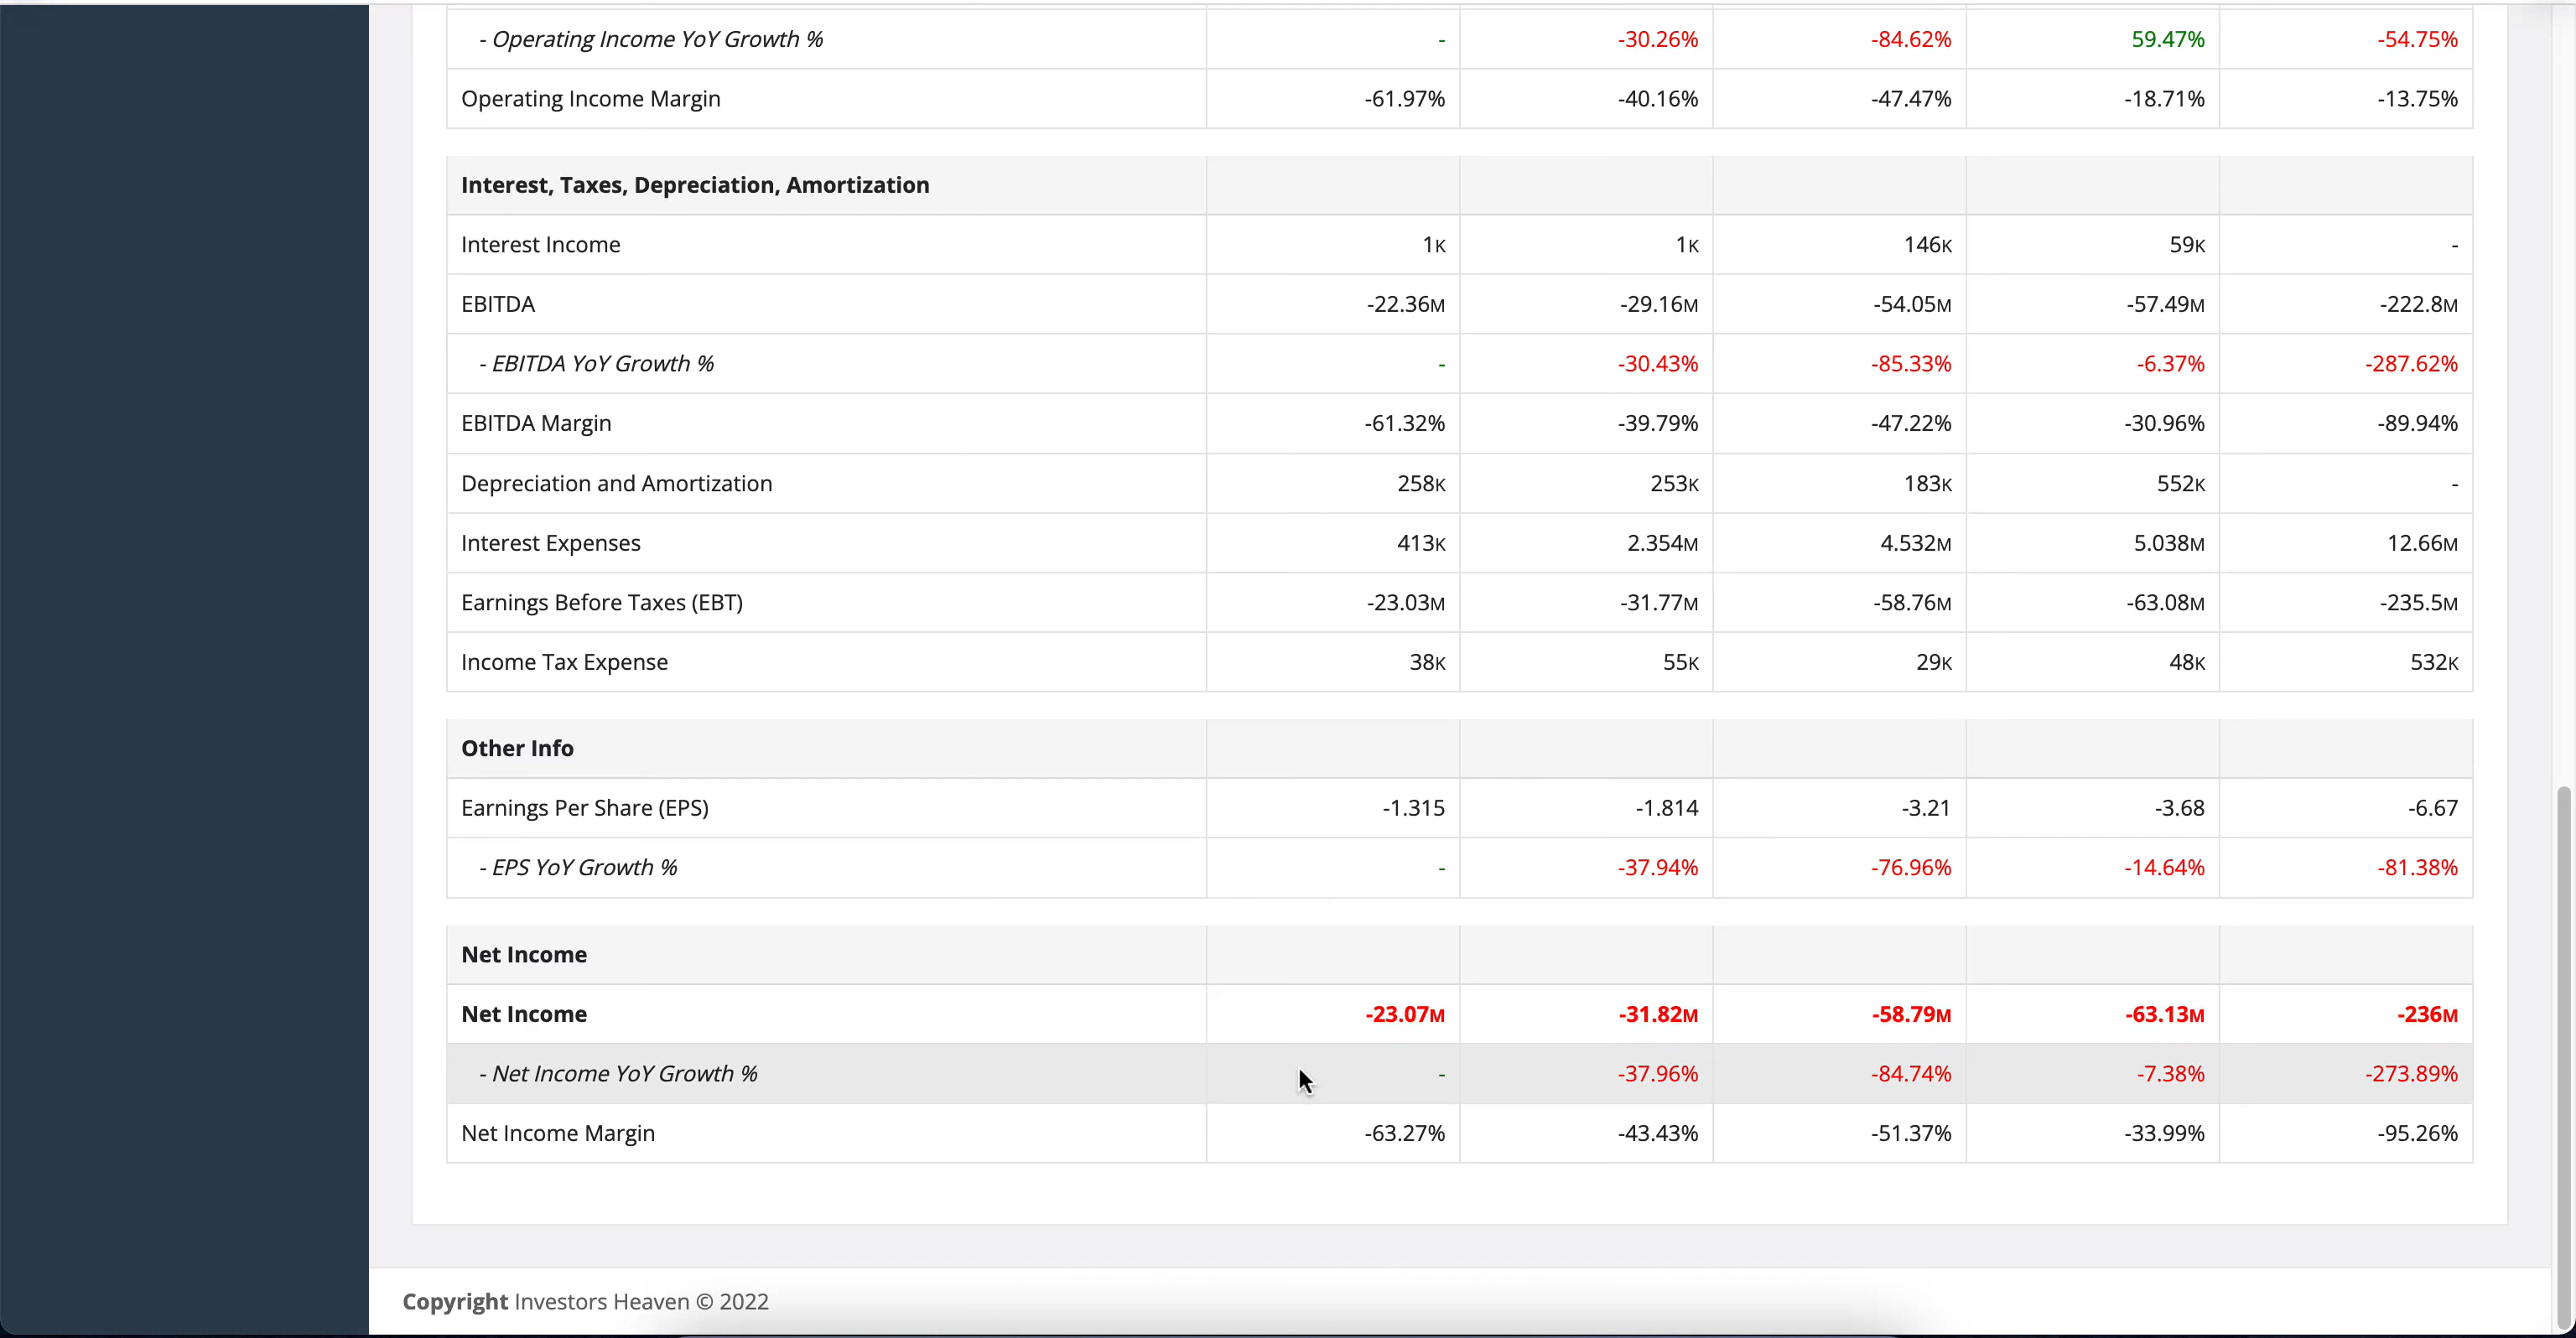 - Operating Income YoY Growth % - -30.26% -84.62% 59.47% -54.75%
Operating Income Margin -61.97% -40.16% -47.47% -18.71% -13.75%
Interest, Taxes, Depreciation, Amortization
Interest Income 1K 1K 146K 59K -
EBITDA -22.36M -29.16M -54.05M -57.49M -222.8M
- EBITDA YoY Growth % - -30.43% -85.33% -6.37% -287.62%
EBITDA Margin -61.32% -39.79% -47.22% -30.96% -89.94%
Depreciation and Amortization 258K 253K 183K 552K -
Interest Expenses 413K 2.354M 4.532M 5.038M 12.66M
Earnings Before Taxes (EBT) -23.03M -31.77M -58.76M -63.08M -235.5M
Income Tax Expense 38K 55K 29K 48K 532K
Other Info
Earnings Per Share (EPS) -1.315 -1.814 -3.21 -3.68 -6.67
- EPS YoY Growth % - -37.94% -76.96% -14.64% -81.38%
Net Income
Net Income -23.07M -31.82M -58.79M -63.13M -236M
- Net Income YoY Growth % - -37.96% -84.74% -7.38% -273.89%
Net Income Margin -63.27% -43.43% -51.37% -33.99% -95.26%
Copyright Investors Heaven © 2022